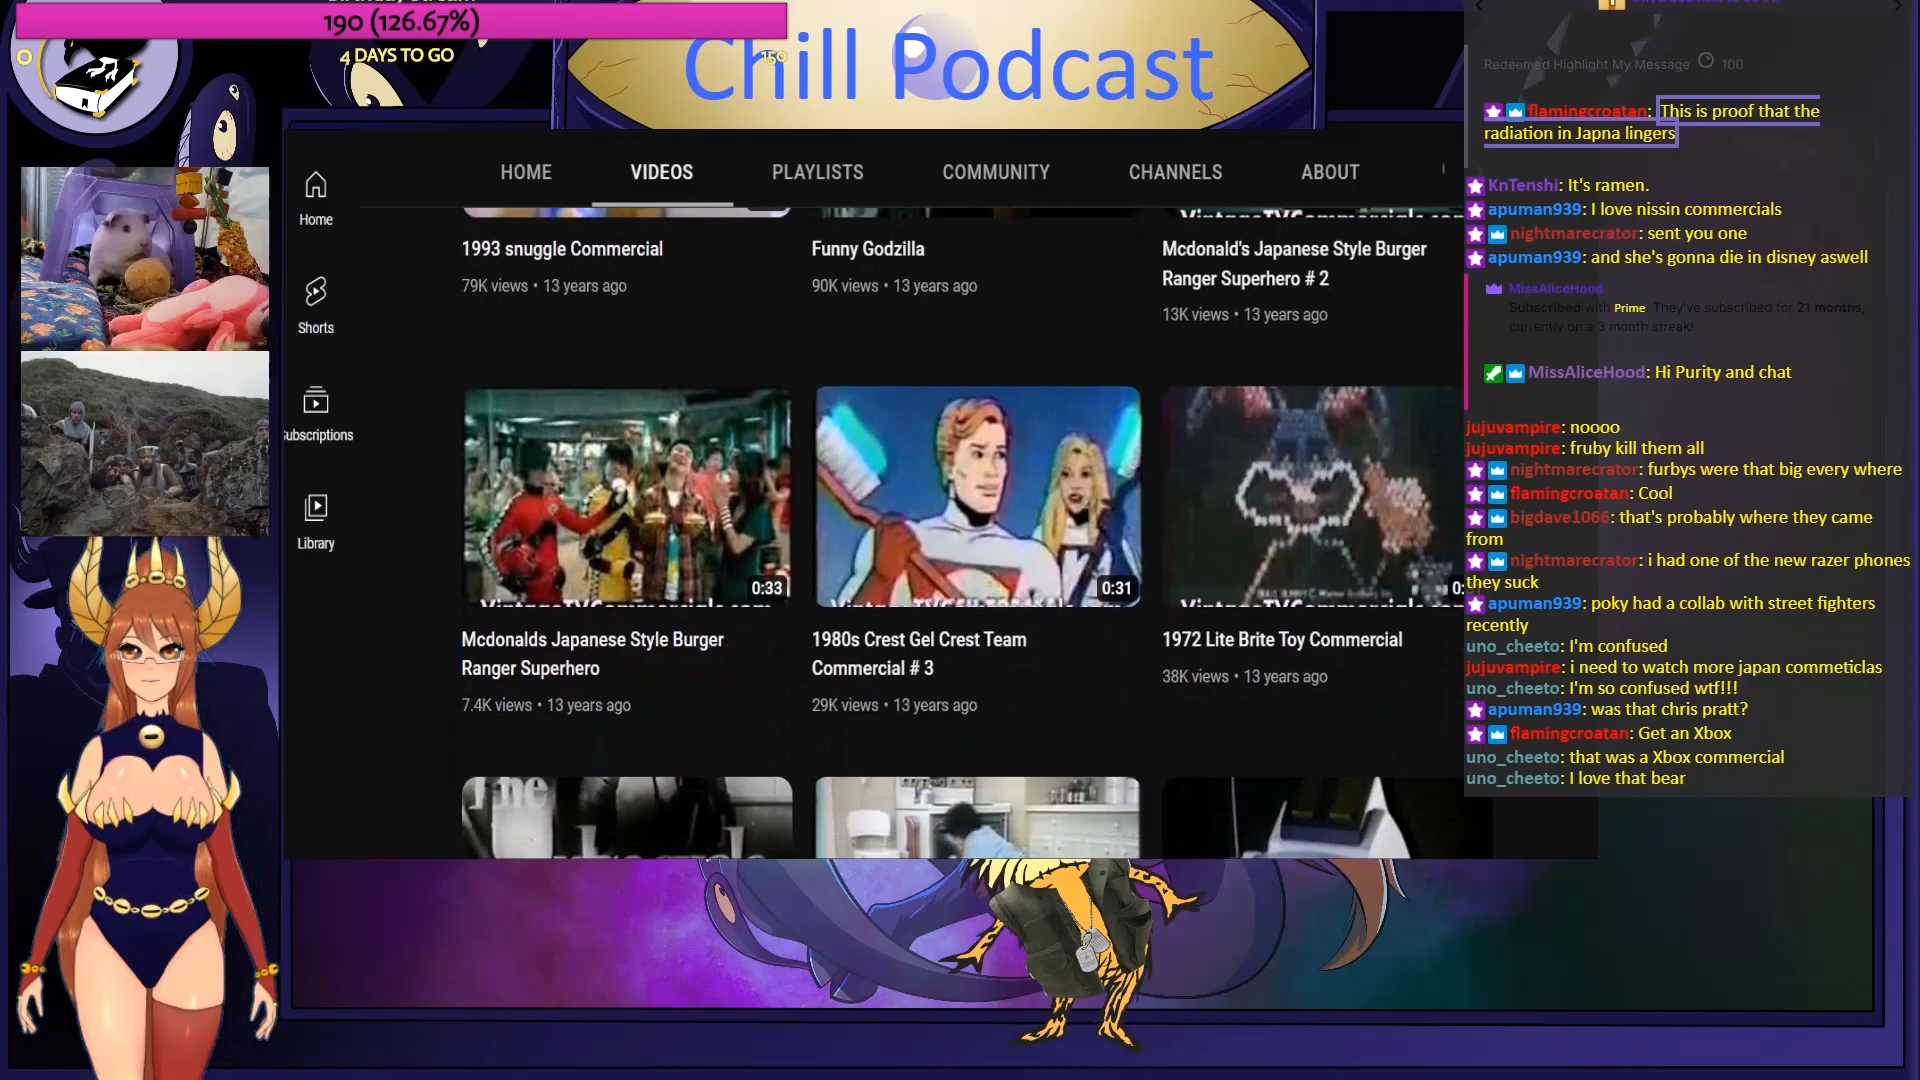 190 (126.67%)
150
4 DAYS TO GO
Chill Podcast
HOME
VIDEOS
PLAYLISTS
COMMUNITY
CHANNELS
ABOUT
Home
Shorts
Subscriptions
Library
1993 snuggle Commercial
79K views • 13 years ago
Funny Godzilla
90K views • 13 years ago
Mcdonald's Japanese Style Burger
Ranger Superhero # 2
13K views • 13 years ago
0:33
Mcdonalds Japanese Style Burger
Ranger Superhero
7.4K views • 13 years ago
0:31
1980s Crest Gel Crest Team
Commercial # 3
29K views • 13 years ago
1972 Lite Brite Toy Commercial
38K views • 13 years ago
Redeemed Highlight My Message 100
flamingcroatan: This is proof that the
radiation in Japna lingers
KnTenshi: It's ramen.
apuman939: I love nissin commercials
nightmarecrator: sent you one
apuman939: and she's gonna die in disney aswell
MissAliceHood
Subscribed with Prime. They've subscribed for 21 months,
currently on a 3 month streak!
MissAliceHood: Hi Purity and chat
jujuvampire: noooo
jujuvampire: fruby kill them all
nightmarecrator: furbys were that big every where
flamingcroatan: Cool
bigdave1066: that's probably where they came
from
nightmarecrator: i had one of the new razer phones
they suck
apuman939: poky had a collab with street fighters
recently
uno_cheeto: I'm confused
jujuvampire: i need to watch more japan commeticlas
uno_cheeto: I'm so confused wtf!!!
apuman939: was that chris pratt?
flamingcroatan: Get an Xbox
uno_cheeto: that was a Xbox commercial
uno_cheeto: I love that bear